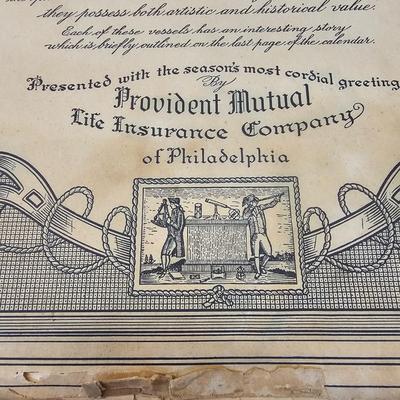 they possess both artistic and historical value.
Each of these vessels has an interesting story
which is briefly outlined on the last page of the calendar.
Presented with the season's most cordial greeting
By
Provident Mutual
Life Insurance Company
of Philadelphia